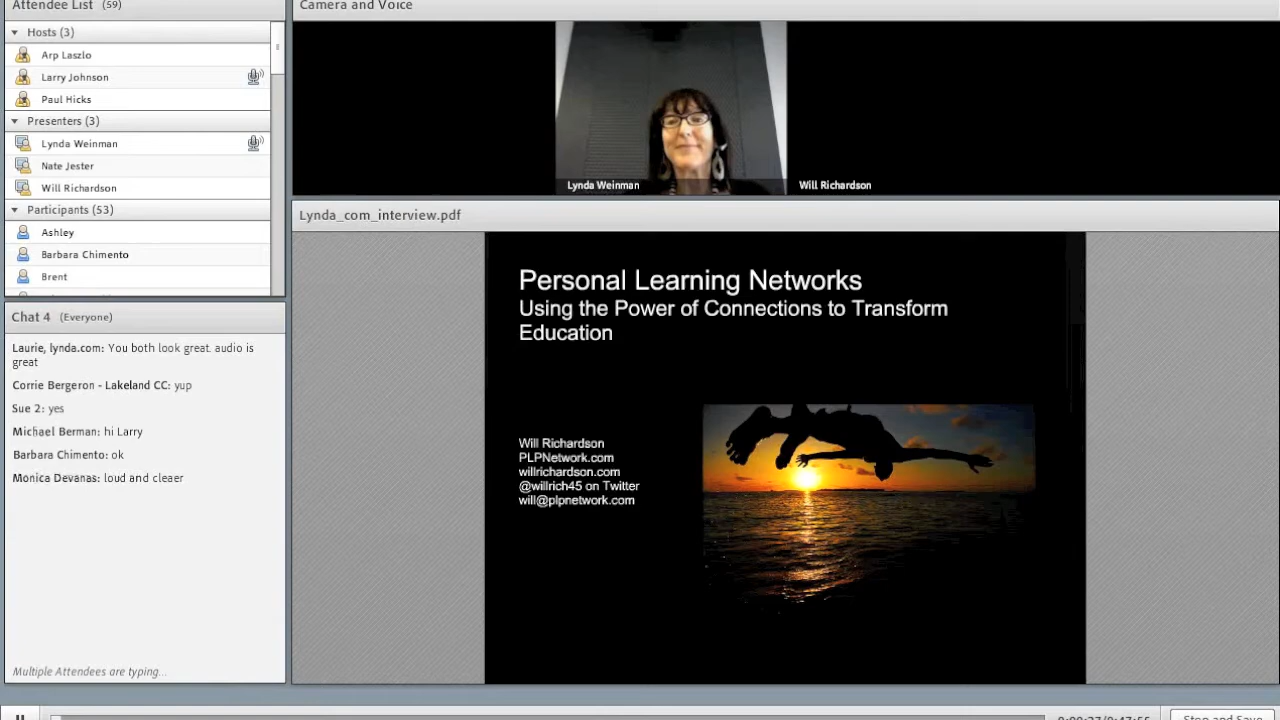 Attendee List (59)
Hosts (3)
Arp Laszlo
Larry Johnson
Paul Hicks
Presenters (3)
Lynda Weinman
Nate Jester
Will Richardson
Participants (53)
Ashley
Barbara Chimento
Brent
Chat 4 (Everyone)
Laurie, lynda.com: You both look great. audio is
great
Corrie Bergeron - Lakeland CC: yup
Sue 2: yes
Michael Berman: hi Larry
Barbara Chimento: ok
Monica Devanas: loud and cleaer
Multiple Attendees are typing...
Camera and Voice
Lynda Weinman
Will Richardson
Lynda_com_interview.pdf
Personal Learning Networks
Using the Power of Connections to Transform
Education
Will Richardson
PLPNetwork.com
willrichardson.com
@willrich45 on Twitter
will@plpnetwork.com
Stop and Save